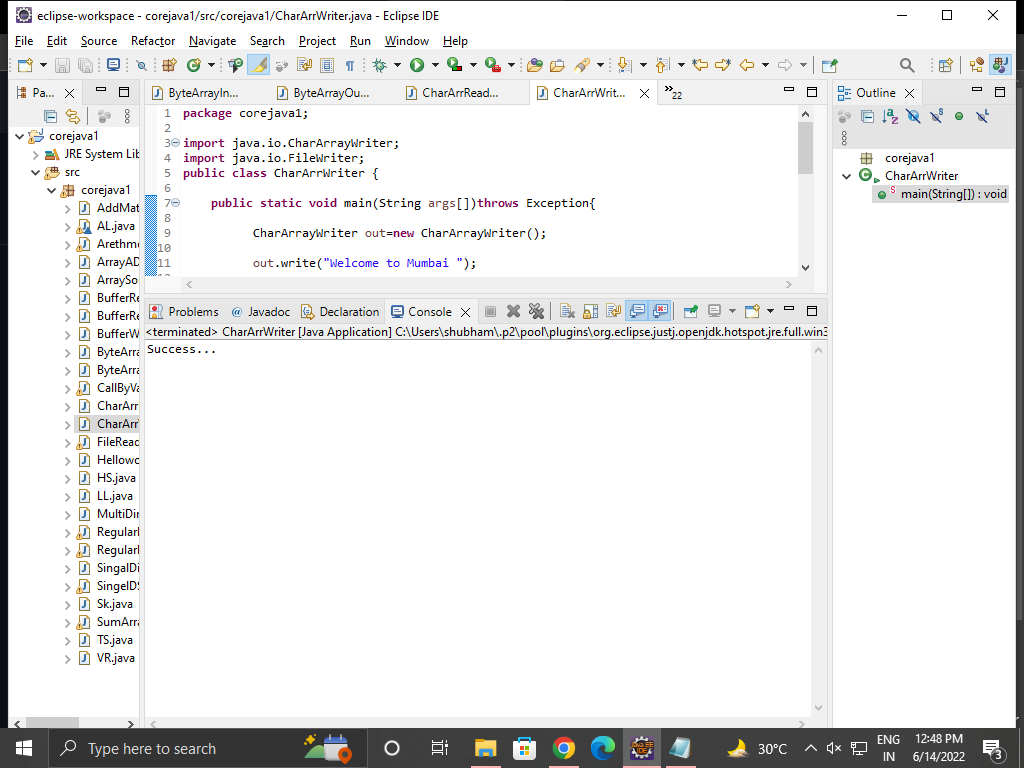 eclipse-workspace - corejava1/src/corejava1/CharArrWriter.java - Eclipse IDE
File Edit Source Refactor Navigate Search Project Run Window Help
Pa...
ByteArrayIn... ByteArrayOu... CharArrRead... CharArrWrit... »22
Outline
corejava1
JRE System Lib
src
corejava1
AddMat
AL.java
Arethme
ArrayAD
ArraySo
BufferRe
BufferRe
BufferW
ByteArra
ByteArra
CallByVa
CharArr
CharArr
FileRead
Hellowo
HS.java
LL.java
MultiDir
Regularl
Regularl
SingalDi
SingelDS
Sk.java
SumArra
TS.java
VR.java
1 package corejava1;
2
3 import java.io.CharArrayWriter;
4 import java.io.FileWriter;
5 public class CharArrWriter {
6
7 public static void main(String args[])throws Exception{
8
9 CharArrayWriter out=new CharArrayWriter();
10
11 out.write("Welcome to Mumbai ");
corejava1
CharArrWriter
main(String[]) : void
Problems @ Javadoc Declaration Console
<terminated> CharArrWriter [Java Application] C:\Users\shubham\.p2\pool\plugins\org.eclipse.justj.openjdk.hotspot.jre.full.win3
Success...
Type here to search
30°C
ENG
IN
12:48 PM
6/14/2022
3